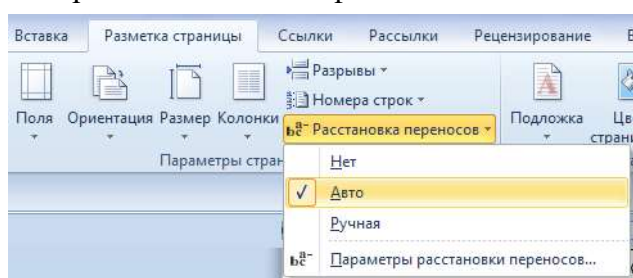 Вставка Разметка страницы Ссылки Рассылки Рецензирование
Разрывы
Номера строк
Поля Ориентация Размер Колонки Расстановка переносов Подложка
Параметры
Нет
Авто
Ручная
Параметры расстановки переносов...